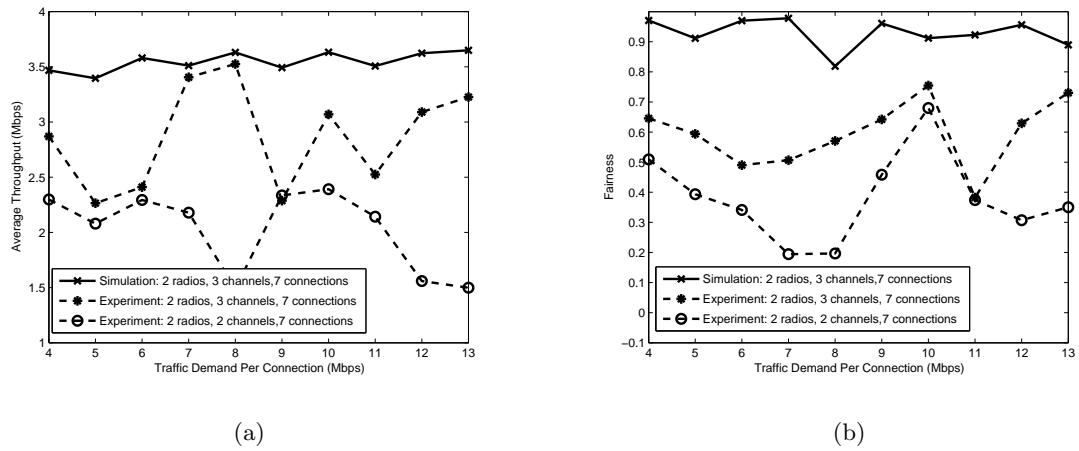 4
3.5
3
2.5
2
1.5
1
Average Throughput (Mbps)
Simulation: 2 radios, 3 channels,7 connections
Experiment: 2 radios, 3 channels, 7 connections
Experiment: 2 radios, 2 channels,7 connections
4 5 6 7 8 9 10 11 12 13
Traffic Demand Per Connection (Mbps)
(a)
0.9
0.8
0.7
0.6
0.5
0.4
0.3
0.2
0.1
0
−0.1
Fairness
Simulation: 2 radios, 3 channels,7 connections
Experiment: 2 radios, 3 channels, 7 connections
Experiment: 2 radios, 2 channels,7 connections
4 5 6 7 8 9 10 11 12 13
Traffic Demand Per Connection (Mbps)
(b)